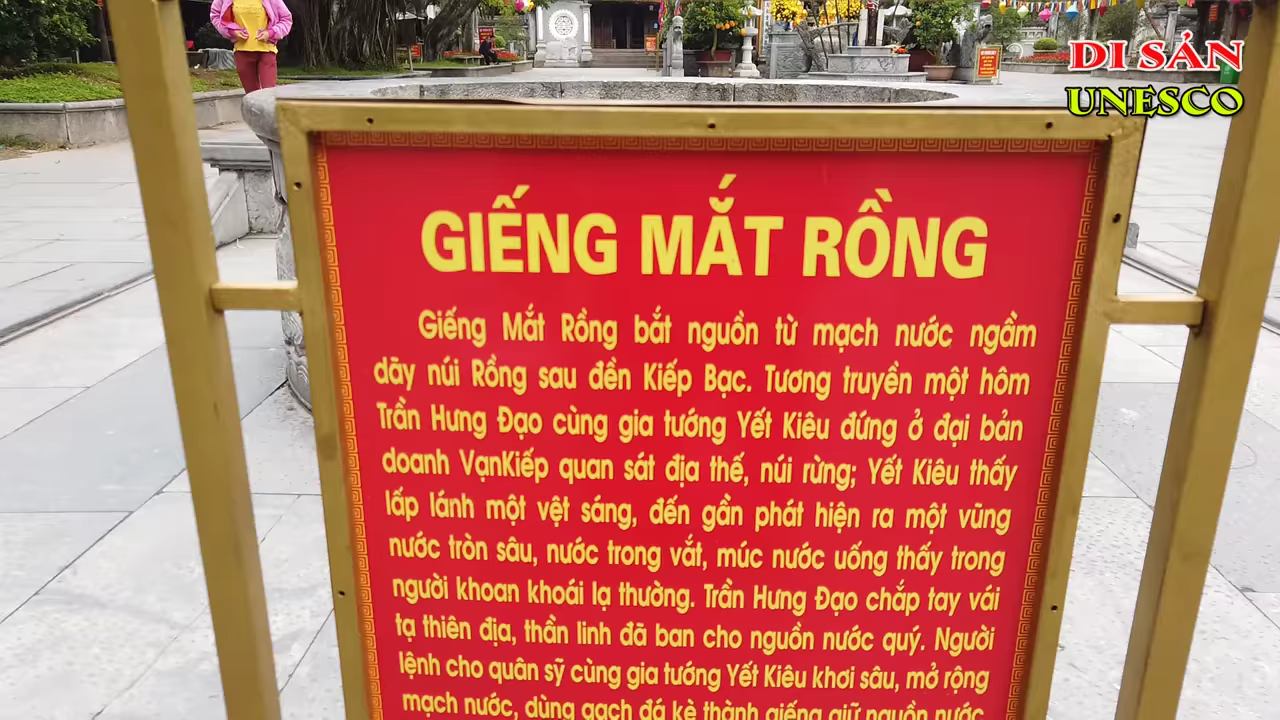 DI SẢN
UNESCO
GIẾNG MẮT RỒNG
Giếng Mắt Rồng bắt nguồn từ mạch nước ngầm
dãy núi Rồng sau đền Kiếp Bạc. Tương truyền một hôm
Trần Hưng Đạo cùng gia tướng Yết Kiêu đứng ở đại bản
doanh VạnKiếp quan sát địa thế, núi rừng; Yết Kiêu thấy
lấp lánh một vệt sáng, đến gần phát hiện ra một vũng
nước tròn sâu, nước trong vắt, múc nước uống thấy trong
người khoan khoái lạ thường. Trần Hưng Đạo chắp tay vái
tạ thiên địa, thần linh đã ban cho nguồn nước quý. Người
lệnh cho quân sỹ cùng gia tướng Yết Kiêu khơi sâu, mở rộng
mạch nước, dùng gạch đá kè thành giếng giữ nguồn nước